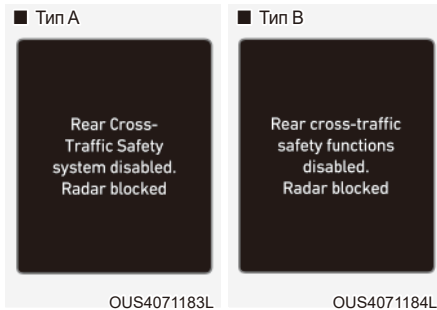 ■ Тип A
Rear Cross-
Traffic Safety
system disabled.
Radar blocked
OUS4071183L
■ Тип B
Rear cross-traffic
safety functions
disabled.
Radar blocked
OUS4071184L